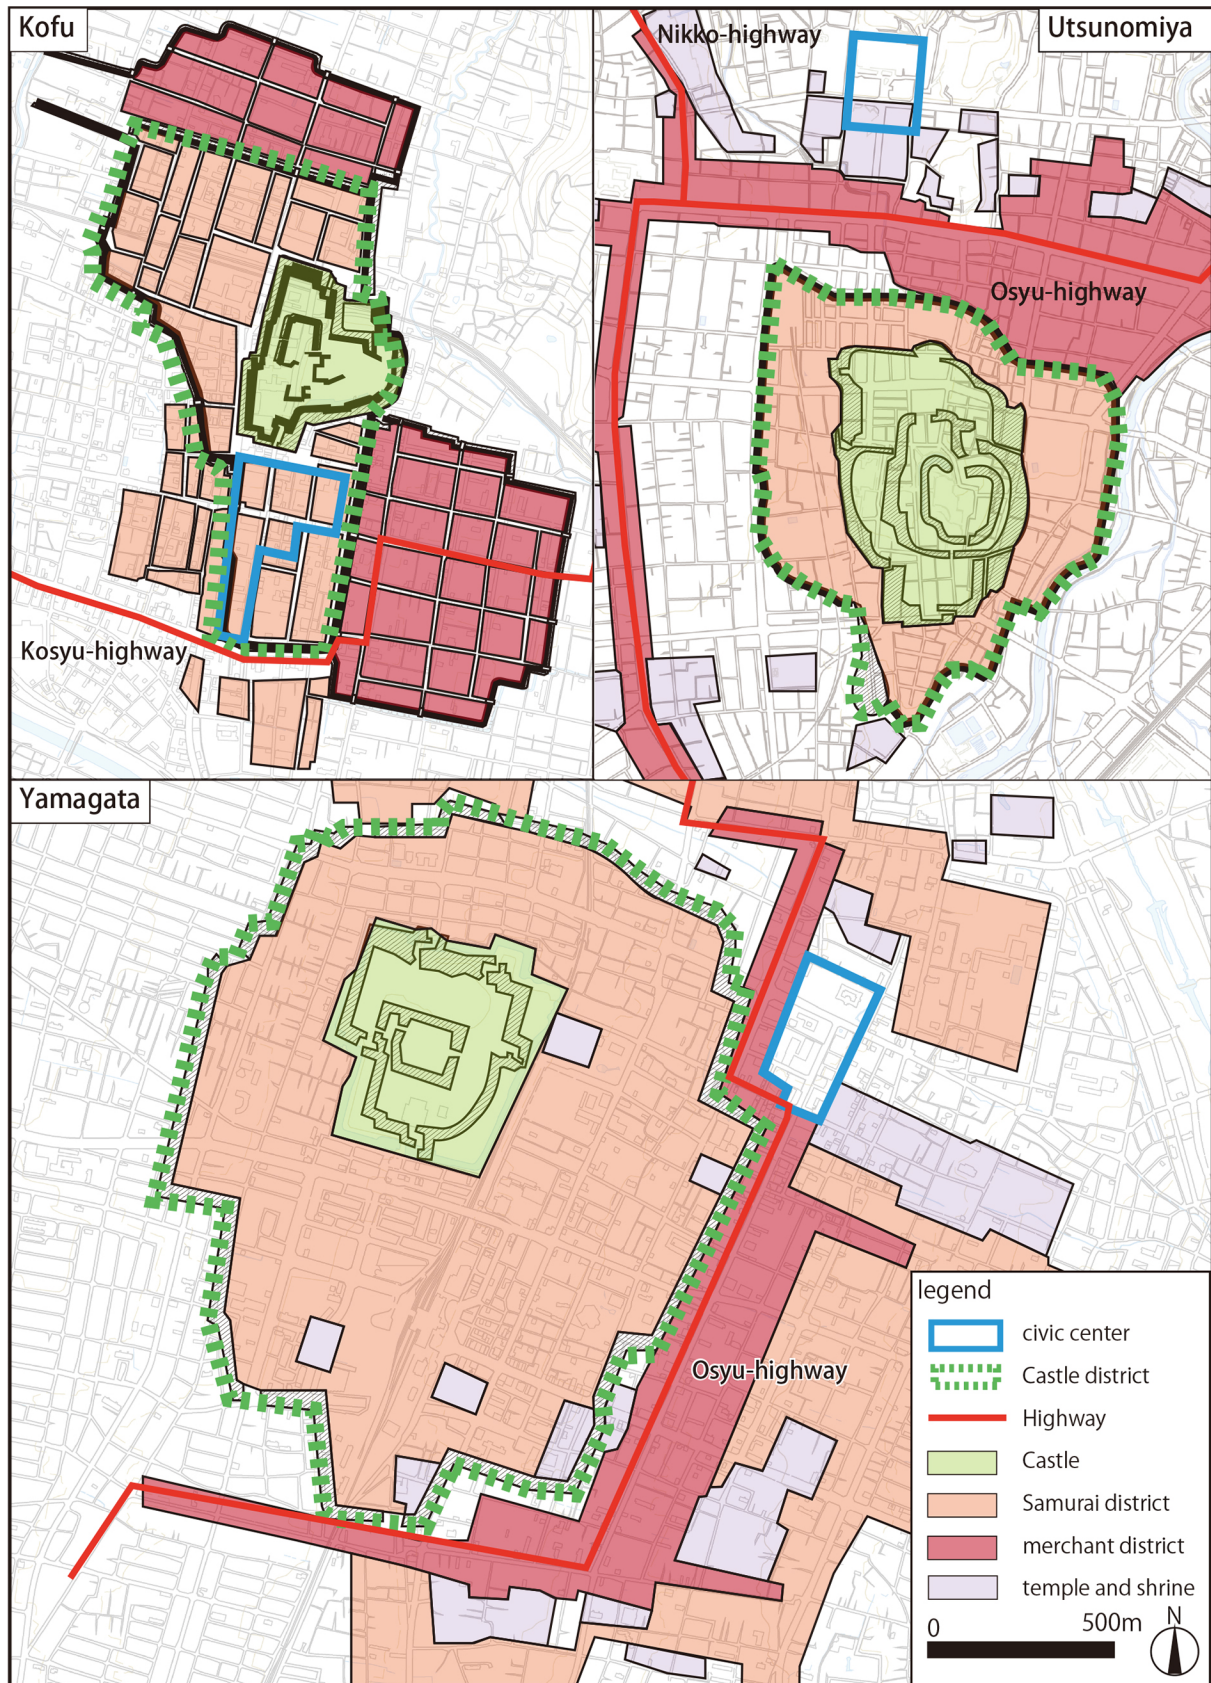 Kofu
Utsunomiya
Nikko-highway
Osyu-highway
Kosyu-highway
Yamagata
Osyu-highway
legend
civic center
Castle district
Highway
Castle
Samurai district
merchant district
temple and shrine
0 500m N